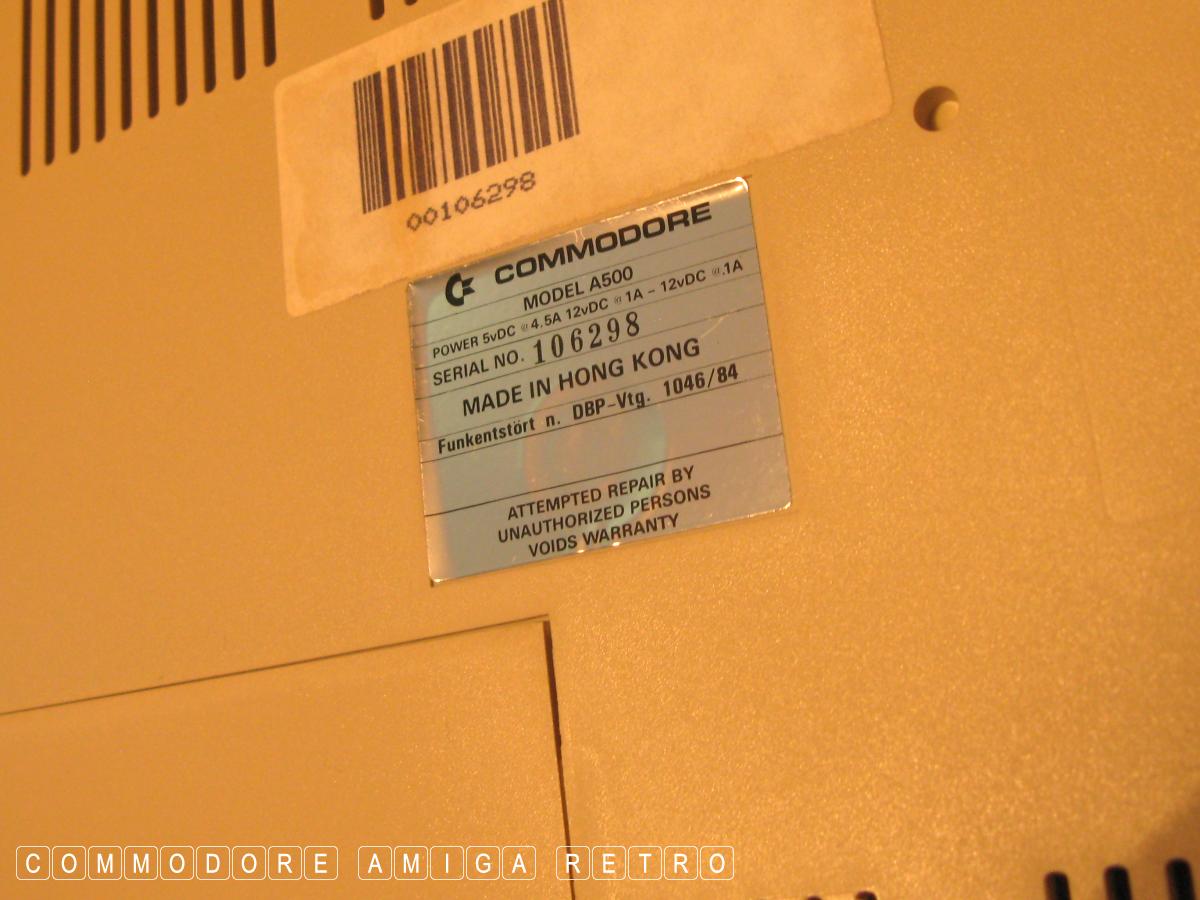 00106298
COMMODORE
MODEL A500
POWER 5vDC @ 4.5A 12vDC @ 1A – 12vDC @ .1A
SERIAL NO. 106298
MADE IN HONG KONG
Funkentstört n. DBP-Vtg. 1046/84
ATTEMPTED REPAIR BY
UNAUTHORIZED PERSONS
VOIDS WARRANTY
COMMODORE AMIGA RETRO